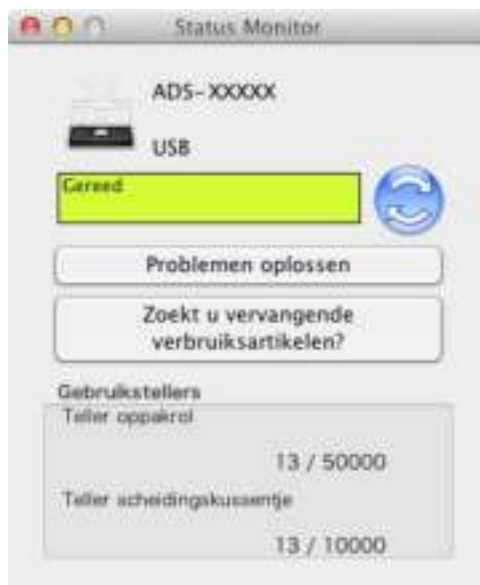 Status Monitor
ADS-XXXXX
USB
Gereed
Problemen oplossen
Zoekt u vervangende
verbruiksartikelen?
Gebruikstellers
Teller oppakrol
13 / 50000
Teller scheidingskussentje
13 / 10000